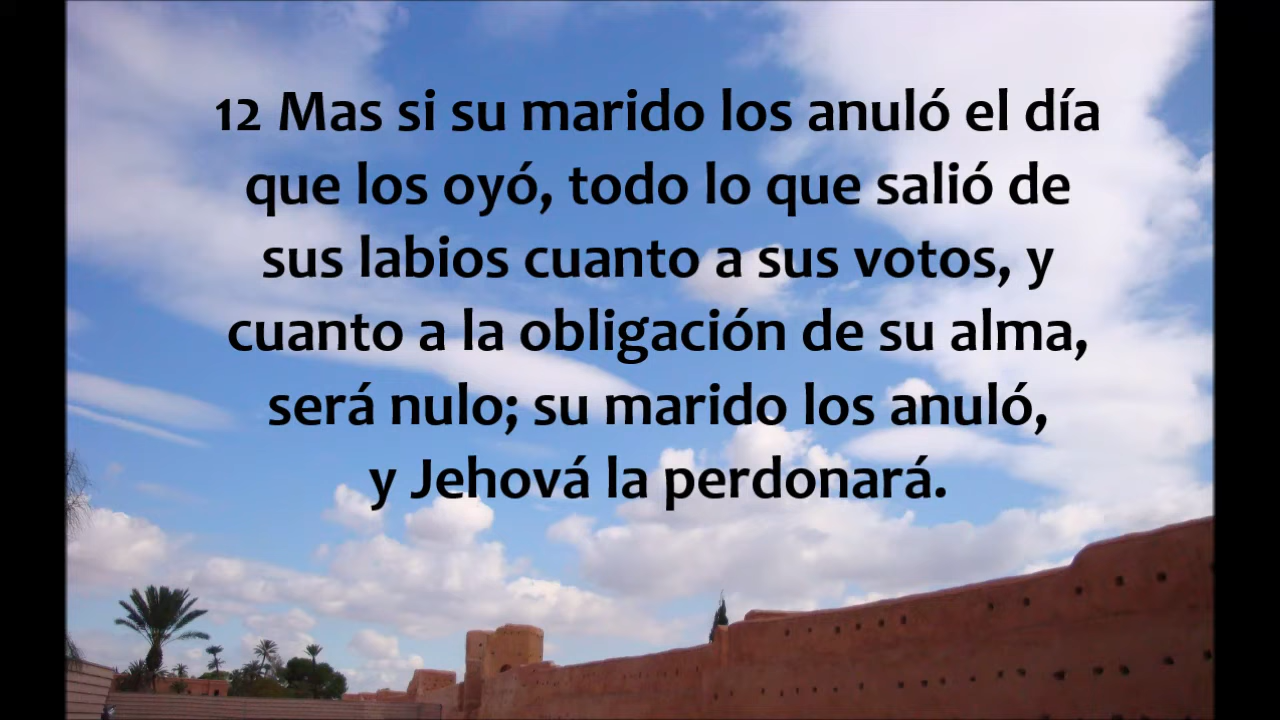 12 Mas si su marido los anuló el día
que los oyó, todo lo que salió de
sus labios cuanto a sus votos, y
cuanto a la obligación de su alma,
será nulo; su marido los anuló,
y Jehová la perdonará.